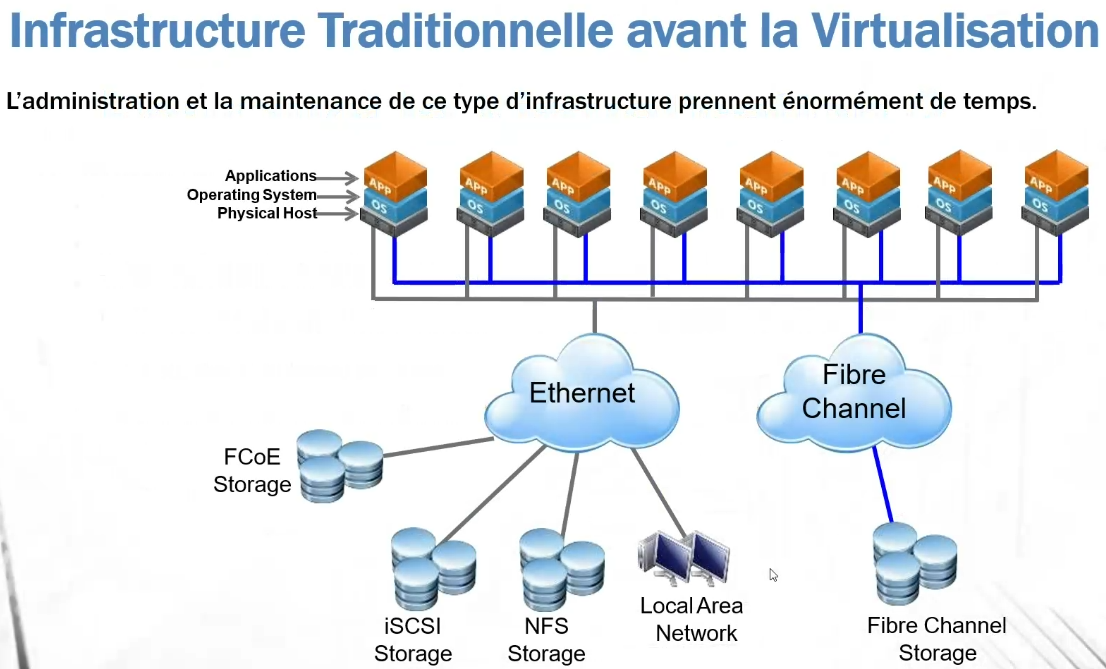 Infrastructure Traditionnelle avant la Virtualisation
L'administration et la maintenance de ce type d'infrastructure prennent énormément de temps.
Applications
Operating System
Physical Host
APP
OS
APP
OS
APP
OS
APP
OS
APP
OS
APP
OS
APP
OS
APP
OS
Ethernet
Fibre
Channel
FCoE
Storage
iSCSI
Storage
NFS
Storage
Local Area
Network
Fibre Channel
Storage